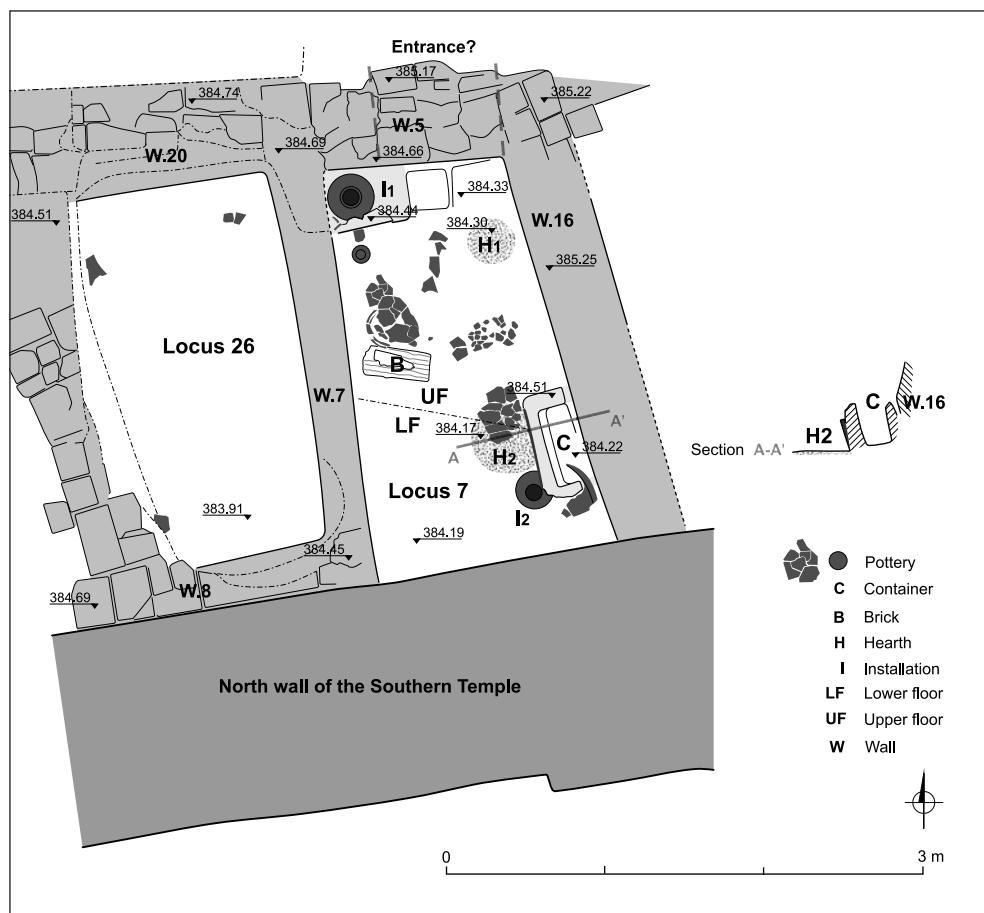 Entrance?
385.17
384.74
385.22
W.5
384.69
W.20
384.66
I1
384.33
384.51
384.44
384.30
W.16
H1
385.25
Locus 26
B
C
W.16
UF
384.51
W.7
LF
A'
H2
384.17
C
384.22
Section A-A'
A
H2
Locus 7
383.91
I2
384.19
384.45
Pottery
C Container
W.8
384.69
B Brick
H Hearth
I Installation
North wall of the Southern Temple
LF Lower floor
UF Upper floor
W Wall
0 3 m